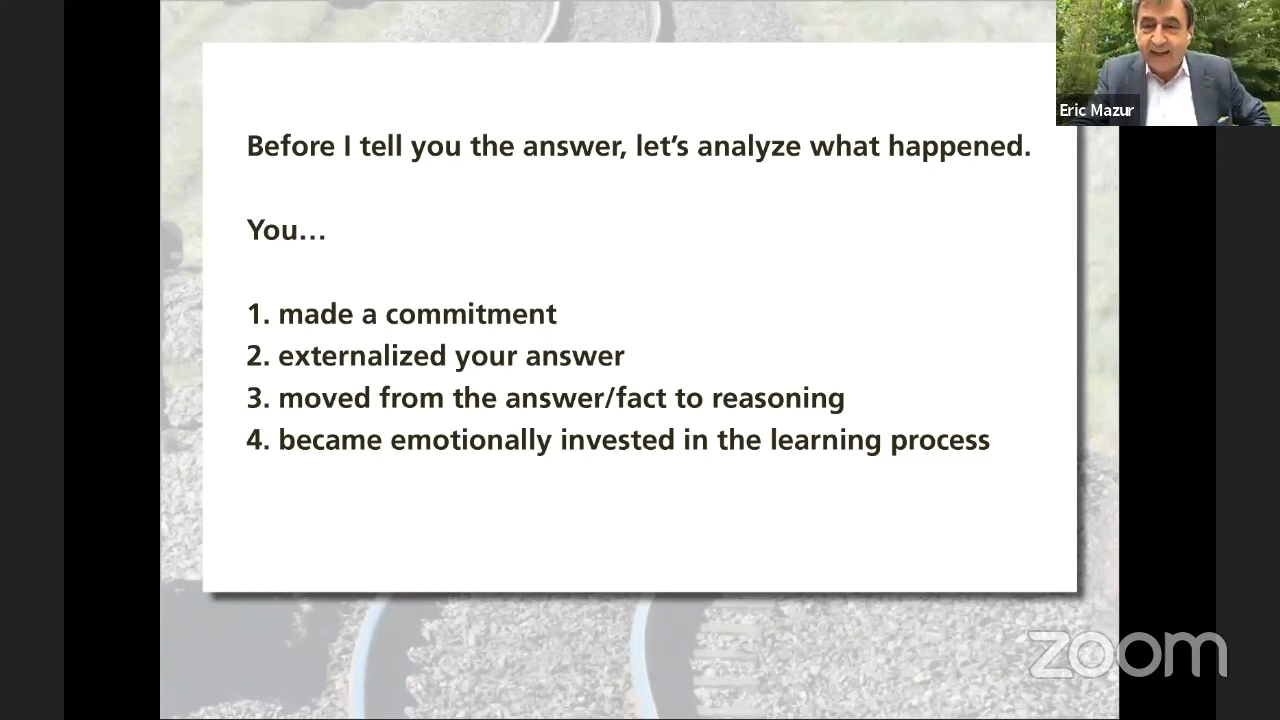 Before I tell you the answer, let's analyze what happened.
You...
1. made a commitment
2. externalized your answer
3. moved from the answer/fact to reasoning
4. became emotionally invested in the learning process
Eric Mazur
zoom